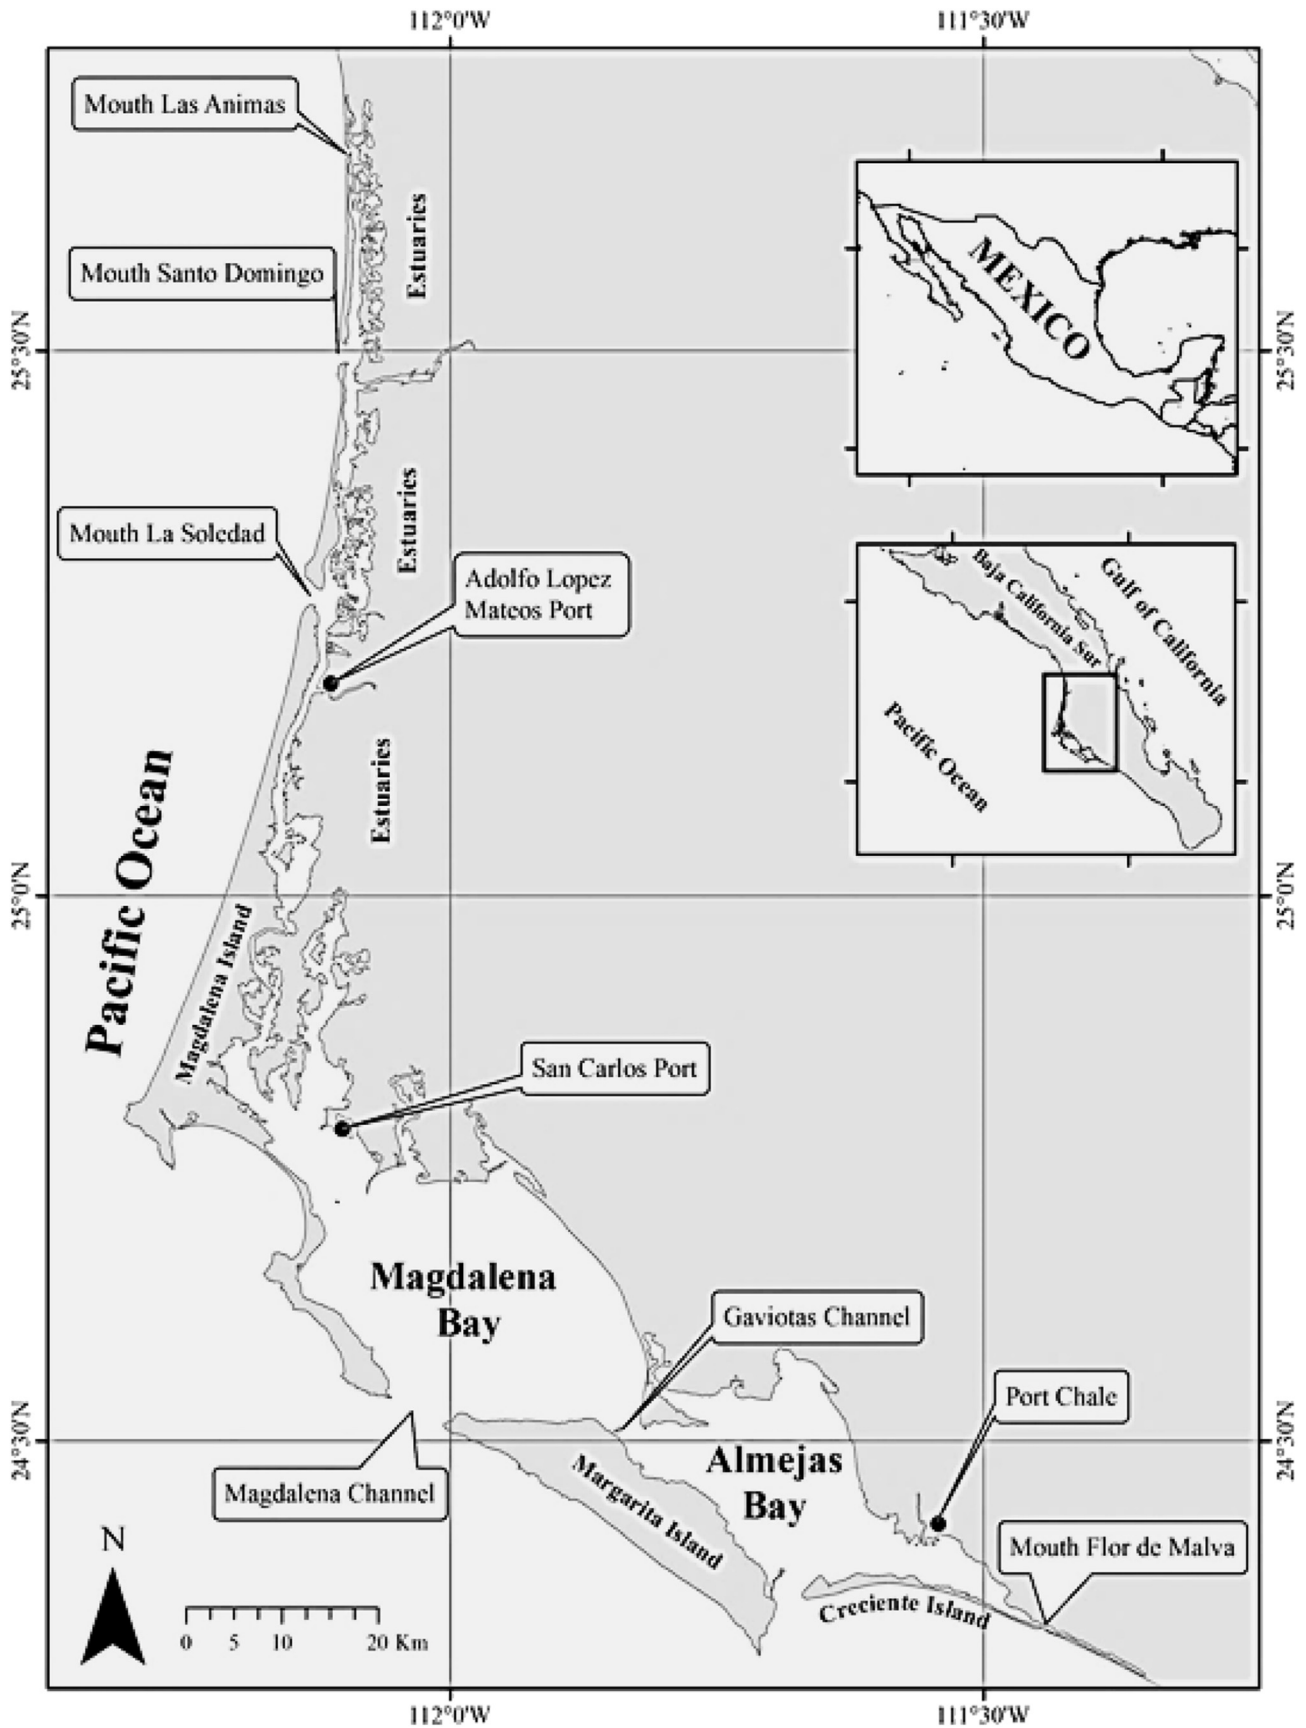 112°0'W
111°30'W
Mouth Las Animas
Estuaries
Mouth Santo Domingo
MEXICO
25°30'N
25°30'N
Estuaries
Mouth La Soledad
Adolfo Lopez
Mateos Port
Baja California Sur
Gulf of California
Pacific Ocean
Estuaries
Pacific Ocean
25°0'N
25°0'N
Magdalena Island
San Carlos Port
Magdalena
Bay
Gaviotas Channel
Port Chale
24°30'N
24°30'N
Almejas
Bay
Magdalena Channel
Margarita Island
Mouth Flor de Malva
N
Creciente Island
0 5 10 20 Km
112°0'W
111°30'W